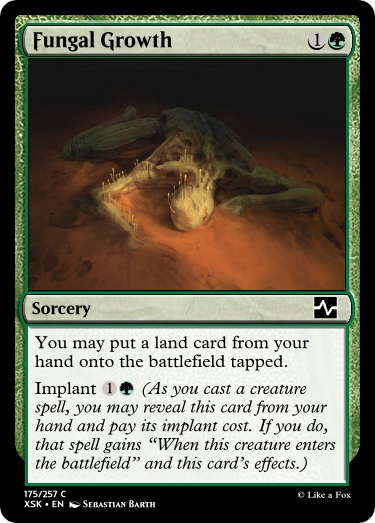 Fungal Growth 1
Sorcery
You may put a land card from your
hand onto the battlefield tapped.
Implant 1 (As you cast a creature
spell, you may reveal this card from your
hand and pay its implant cost. If you do,
that spell gains “When this creature enters
the battlefield” and this card’s effects.)
175/257 C
XSK • EN Sebastian Barth
© Like a Fox